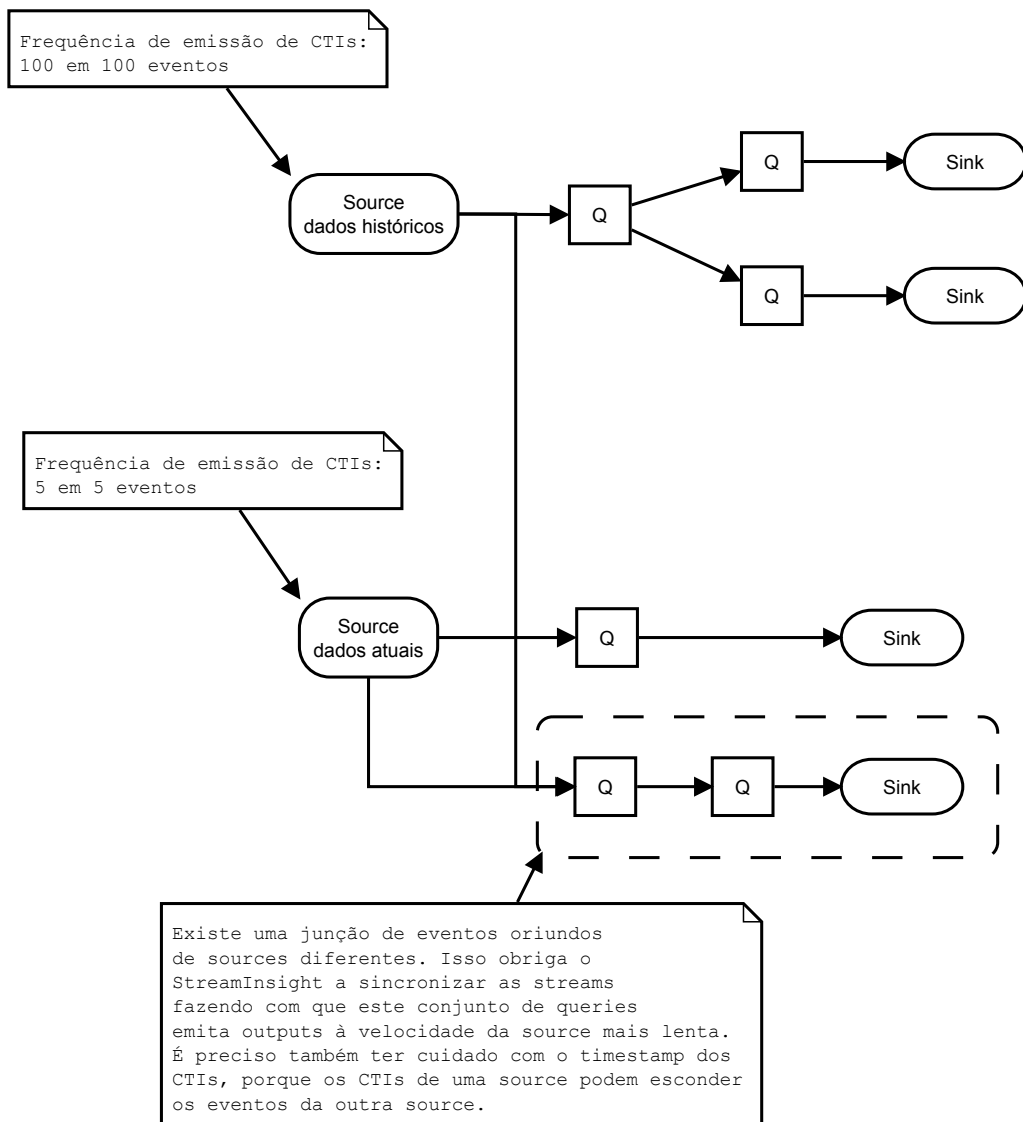 Frequência de emissão de CTIs:
100 em 100 eventos
Q
Sink
Source
dados históricos
Q
Q
Sink
Frequência de emissão de CTIs:
5 em 5 eventos
Source
dados atuais
Q
Sink
Q
Q
Sink
Existe uma junção de eventos oriundos
de sources diferentes. Isso obriga o
StreamInsight a sincronizar as streams
fazendo com que este conjunto de queries
emita outputs à velocidade da source mais lenta.
É preciso também ter cuidado com o timestamp dos
CTIs, porque os CTIs de uma source podem esconder
os eventos da outra source.